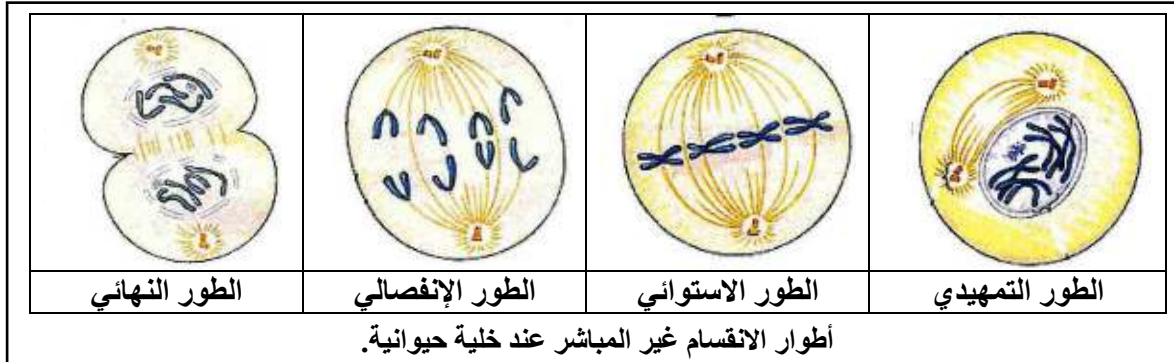 الطور التمهيدي
الطور الاستوائي
الطور الإنفصالي
الطور النهائي
أطوار الانقسام غير المباشر عند خلية حيوانية.